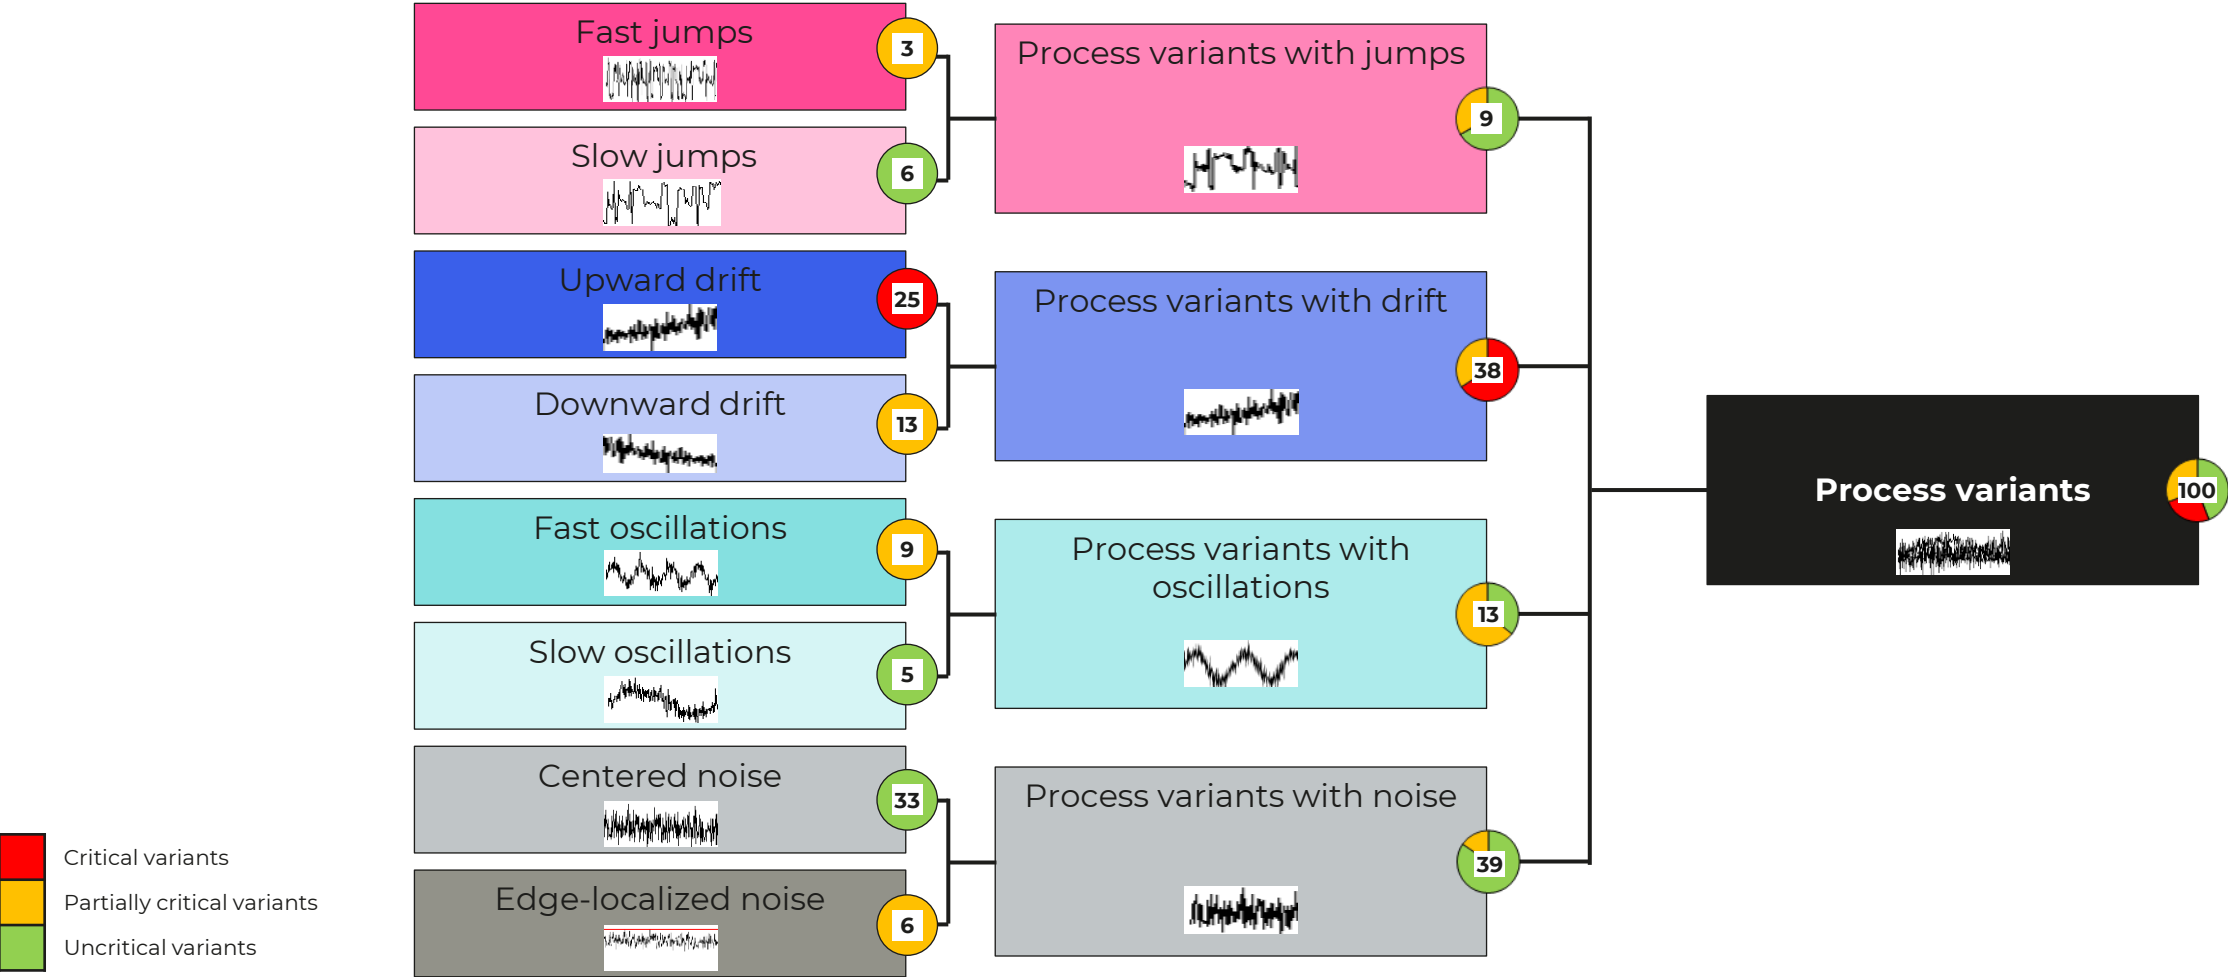 Fast jumps
3
Slow jumps
6
Upward drift
25
Downward drift
13
Fast oscillations
9
Slow oscillations
5
Centered noise
33
Edge-localized noise
6
Process variants with jumps
9
Process variants with drift
38
Process variants with
oscillations
13
Process variants with noise
39
Process variants
100
Critical variants
Partially critical variants
Uncritical variants